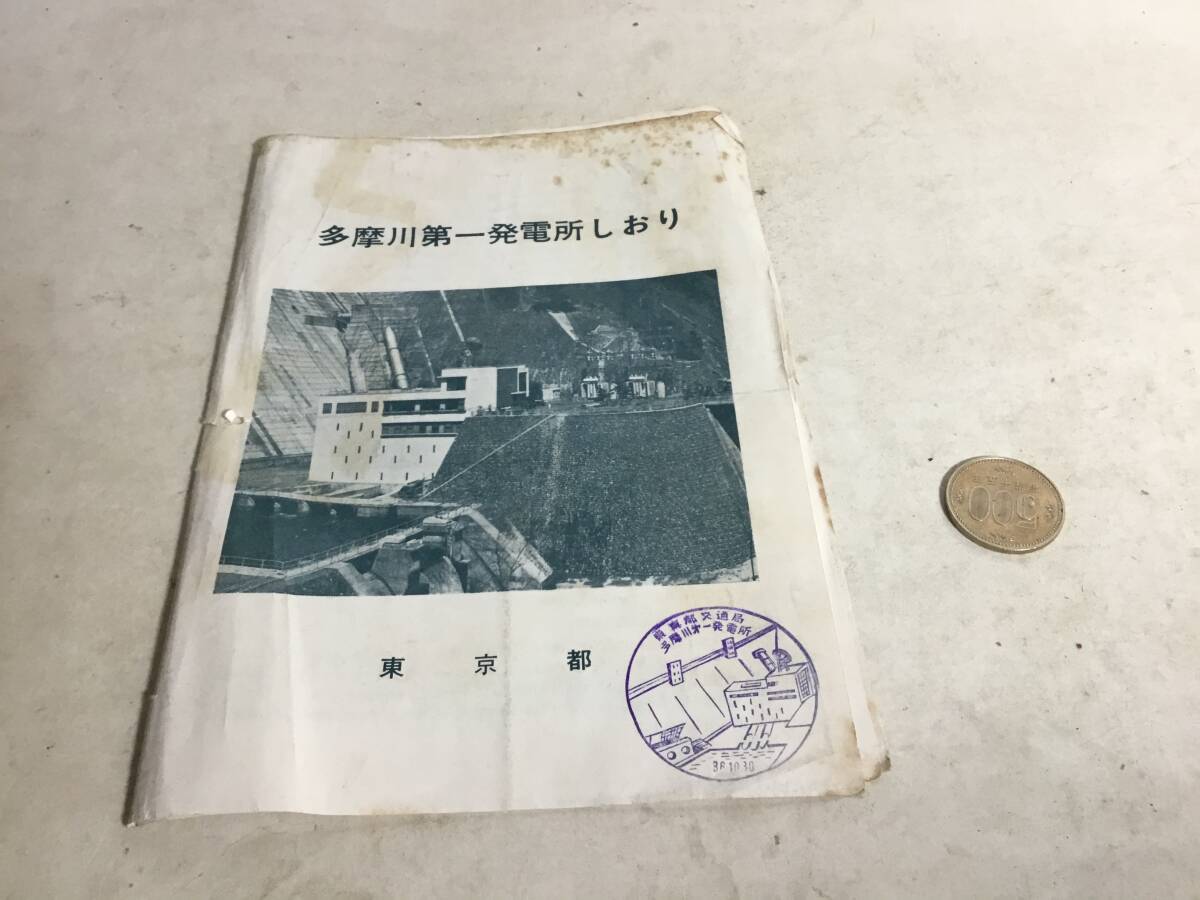 多摩川第一発電所しおり
東京都
東京都交通局
多摩川才一発電所
36.10.30
500